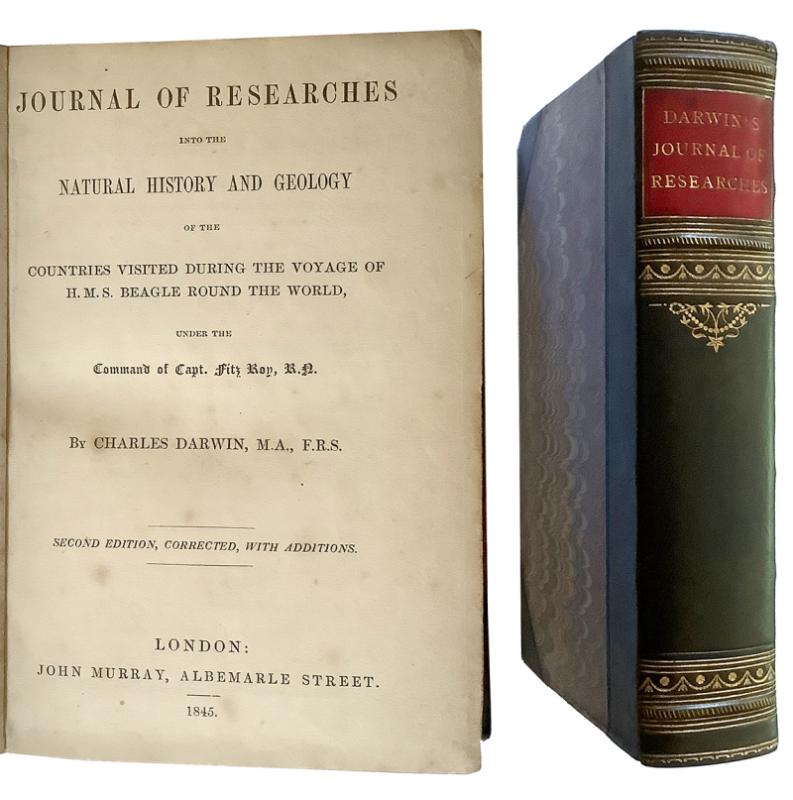 JOURNAL OF RESEARCHES
INTO THE
NATURAL HISTORY AND GEOLOGY
OF THE
COUNTRIES VISITED DURING THE VOYAGE OF
H.M.S. BEAGLE ROUND THE WORLD,
UNDER THE
Command of Capt. Fitz Roy, R.N.
By CHARLES DARWIN, M.A., F.R.S.
SECOND EDITION, CORRECTED, WITH ADDITIONS.
LONDON:
JOHN MURRAY, ALBEMARLE STREET.
1845.
DARWIN'S
JOURNAL OF
RESEARCHES